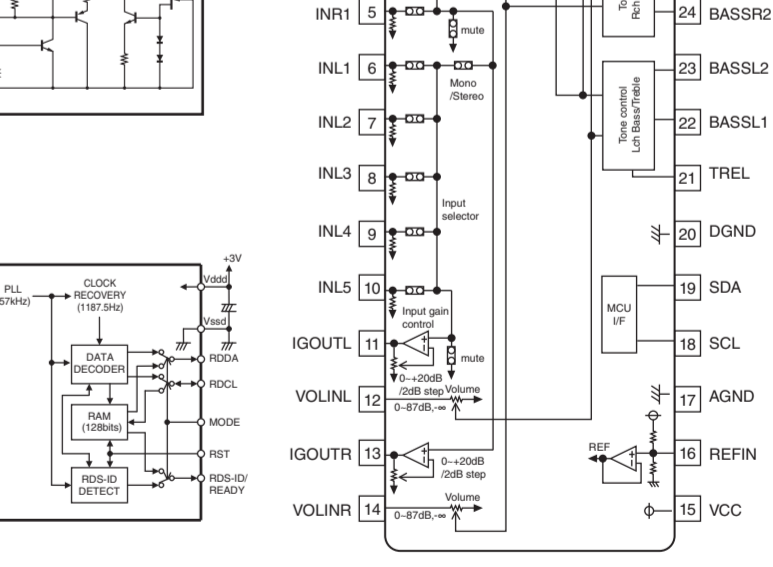 INR1 5
mute
INL1 6
Mono
/Stereo
INL2 7
INL3 8
Input
selector
INL4 9
INL5 10
Input gain
control
IGOUTL 11
mute
0~+20dB
/2dB step
Volume
VOLINL 12
0~87dB,-∞
IGOUTR 13
0~+20dB
/2dB step
Volume
VOLINR 14
0~87dB,-∞
Rch
24 BASSR2
23 BASSL2
Tone control
Lch Bass/Treble
22 BASSL1
21 TREL
20 DGND
19 SDA
MCU
I/F
18 SCL
17 AGND
REF
16 REFIN
15 VCC
+3V
PLL
57kHz)
CLOCK
RECOVERY
(1187.5Hz)
Vddd
Vssd
DATA
DECODER
RDDA
RDCL
RAM
(128bits)
MODE
RST
RDS-ID
DETECT
RDS-ID/
READY